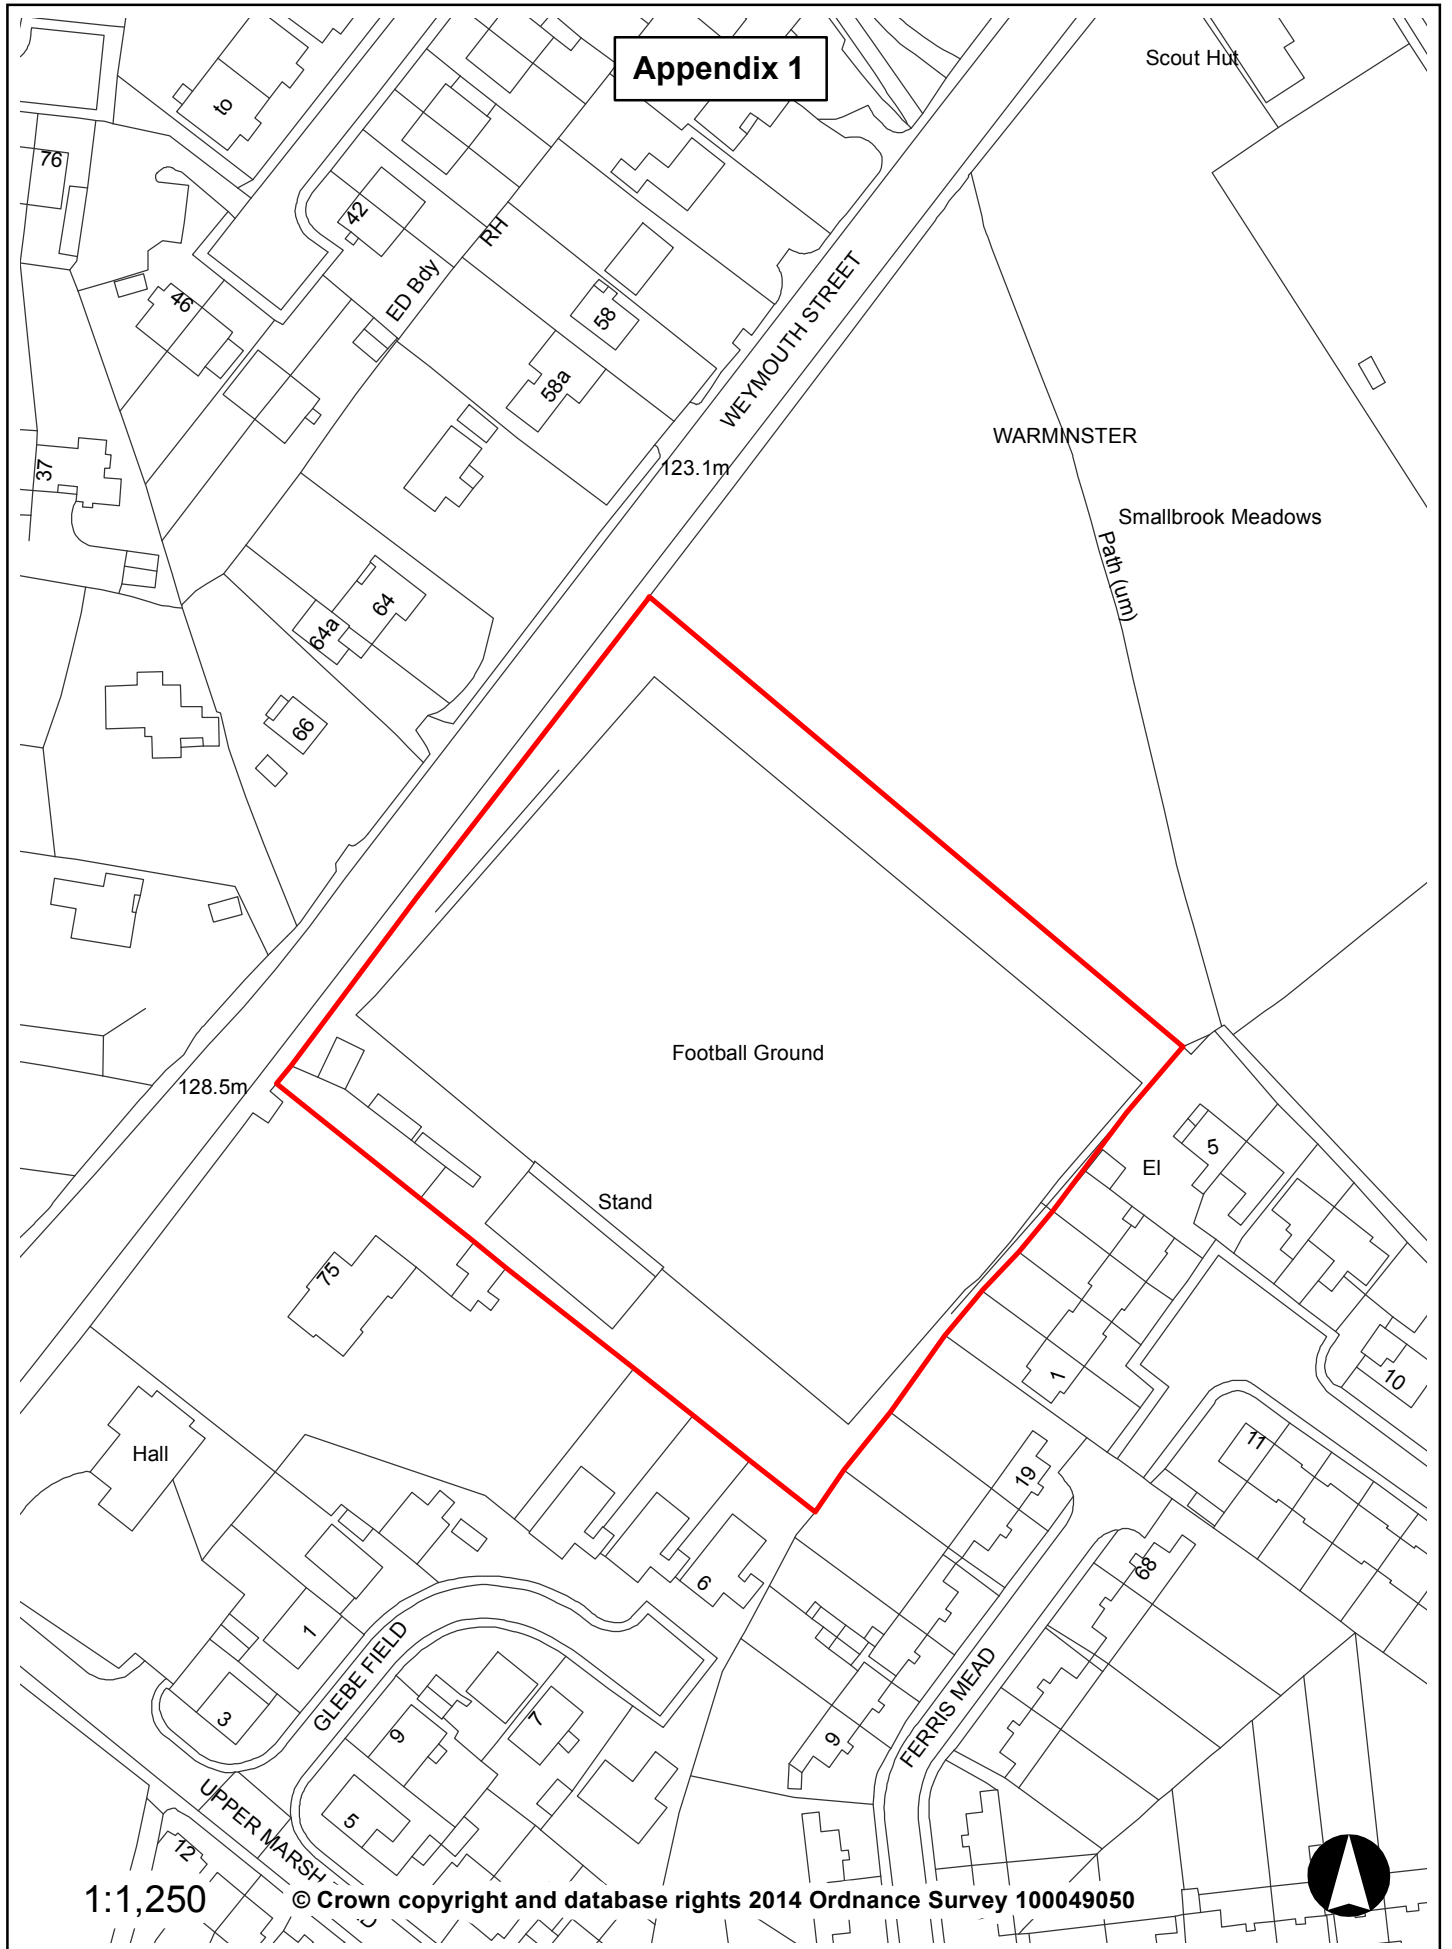 Appendix 1
Scout Hut
to
76
42
RH
ED Bdy
46
58
58a
WEYMOUTH STREET
123.1m
WARMINSTER
37
Smallbrook Meadows
Path (um)
64
64a
66
Football Ground
128.5m
Stand
El
5
75
1
10
Hall
11
19
68
6
1
GLEBE FIELD
3
9
7
9
FERRIS MEAD
5
UPPER MARSH
12
1:1,250
© Crown copyright and database rights 2014 Ordnance Survey 100049050